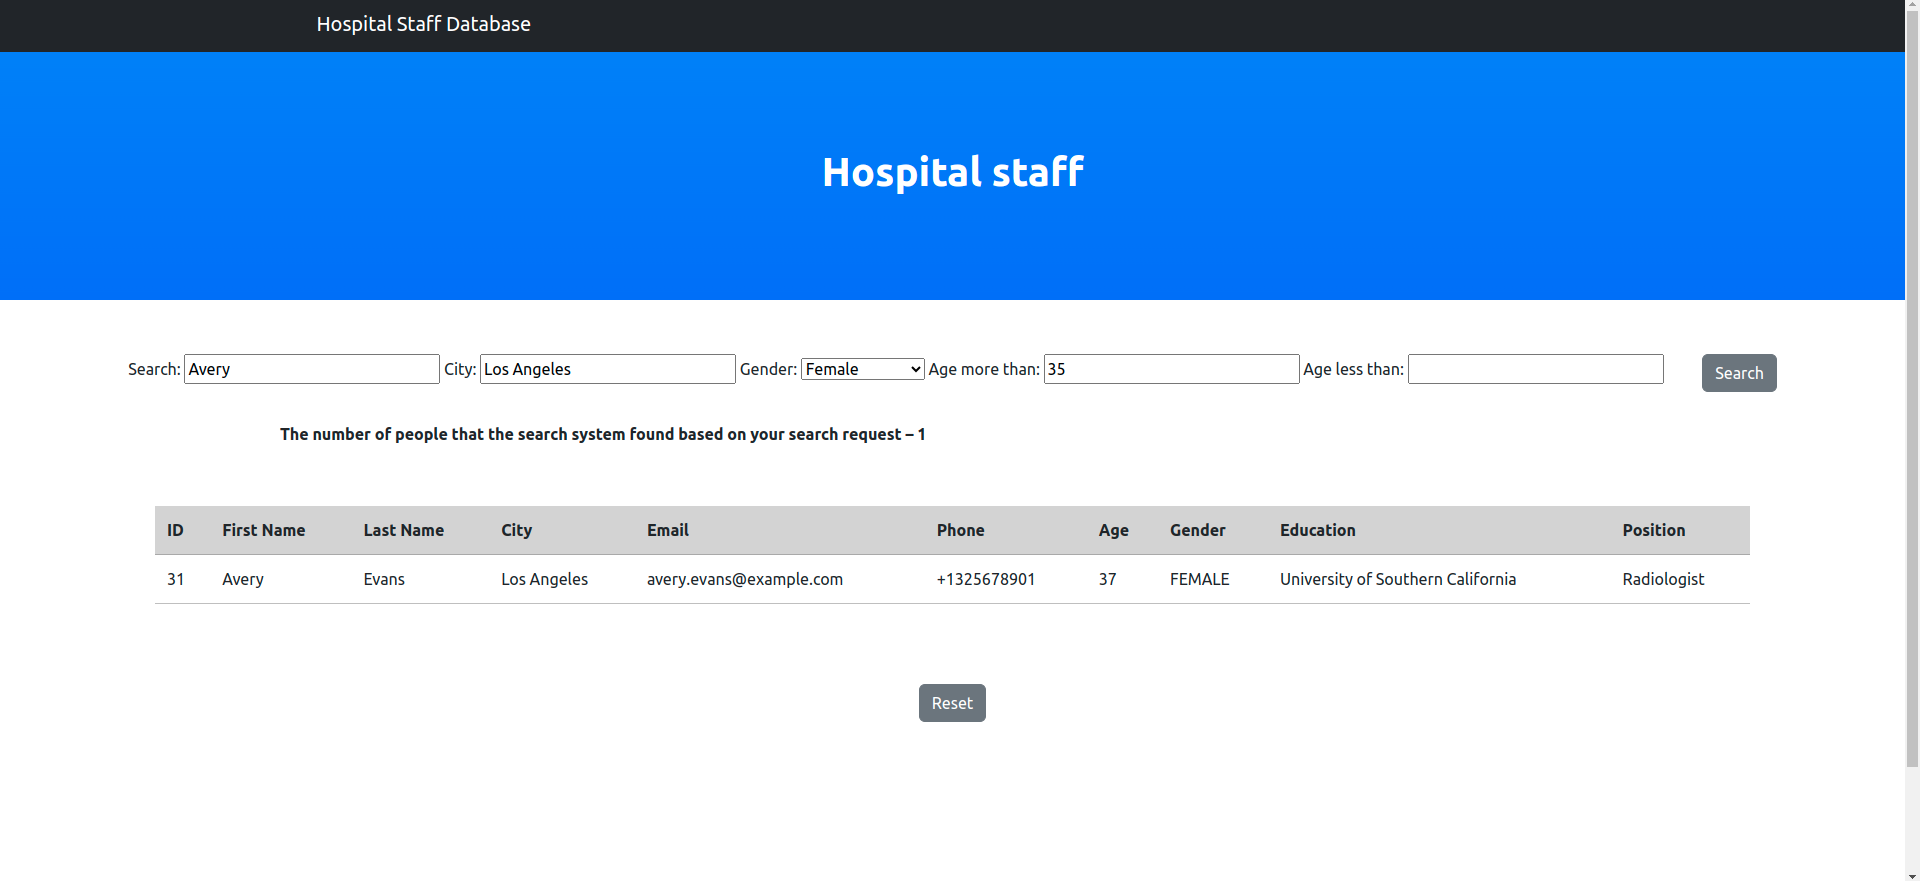 Hospital Staff Database
Hospital staff
Search: Avery City: Los Angeles Gender: Female Age more than: 35 Age less than: Search
The number of people that the search system found based on your search request – 1
ID First Name Last Name City Email Phone Age Gender Education Position
31 Avery Evans Los Angeles avery.evans@example.com +1325678901 37 FEMALE University of Southern California Radiologist
Reset